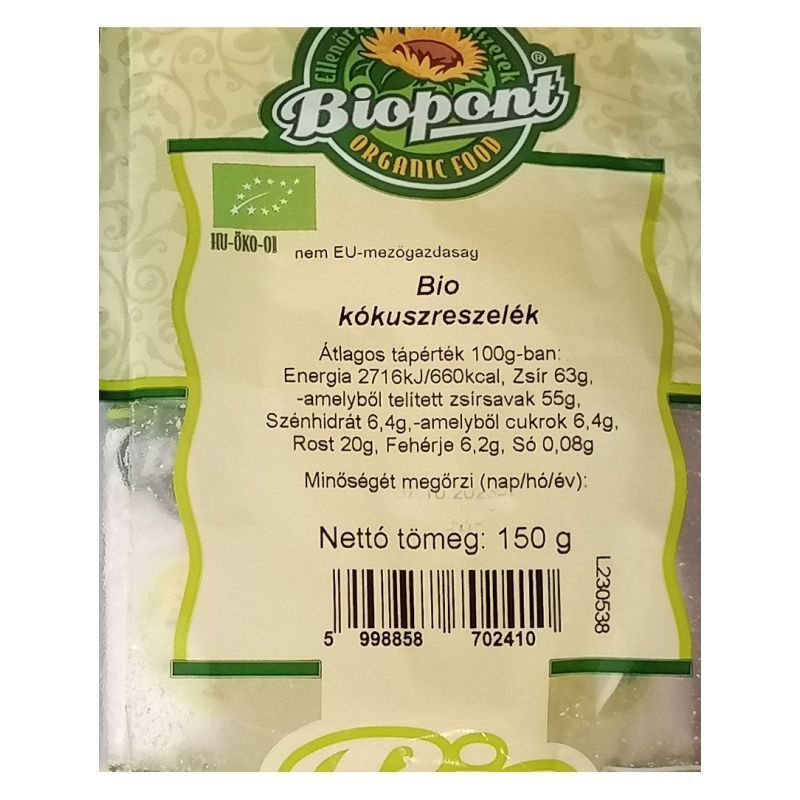 Biopont®
ORGANIC FOOD
HU-ÖKO-01
nem EU-mezőgazdaság
Bio
kókuszreszelék
Átlagos tápérték 100g-ban:
Energia 2716kJ/660kcal, Zsír 63g,
-amelyből telített zsírsavak 55g,
Szénhidrát 6,4g,-amelyből cukrok 6,4g,
Rost 20g, Fehérje 6,2g, Só 0,08g
Minőségét megőrzi (nap/hó/év):
Nettó tömeg: 150 g
L230538
5 998858 702410
Bio